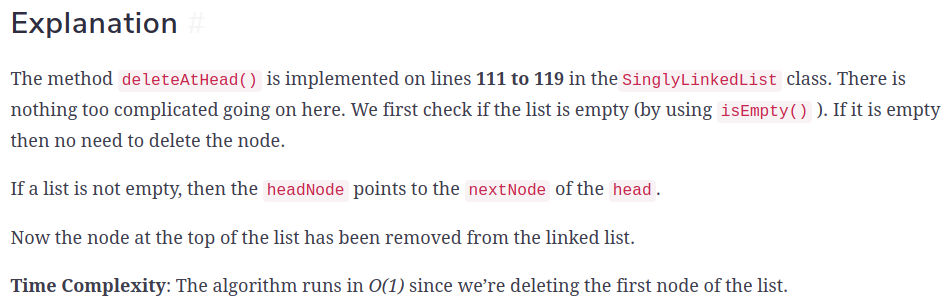 Explanation #
The method deleteAtHead() is implemented on lines 111 to 119 in the SinglyLinkedList class. There is
nothing too complicated going on here. We first check if the list is empty (by using isEmpty() ). If it is empty
then no need to delete the node.
If a list is not empty, then the headNode points to the nextNode of the head.
Now the node at the top of the list has been removed from the linked list.
Time Complexity: The algorithm runs in O(1) since we’re deleting the first node of the list.